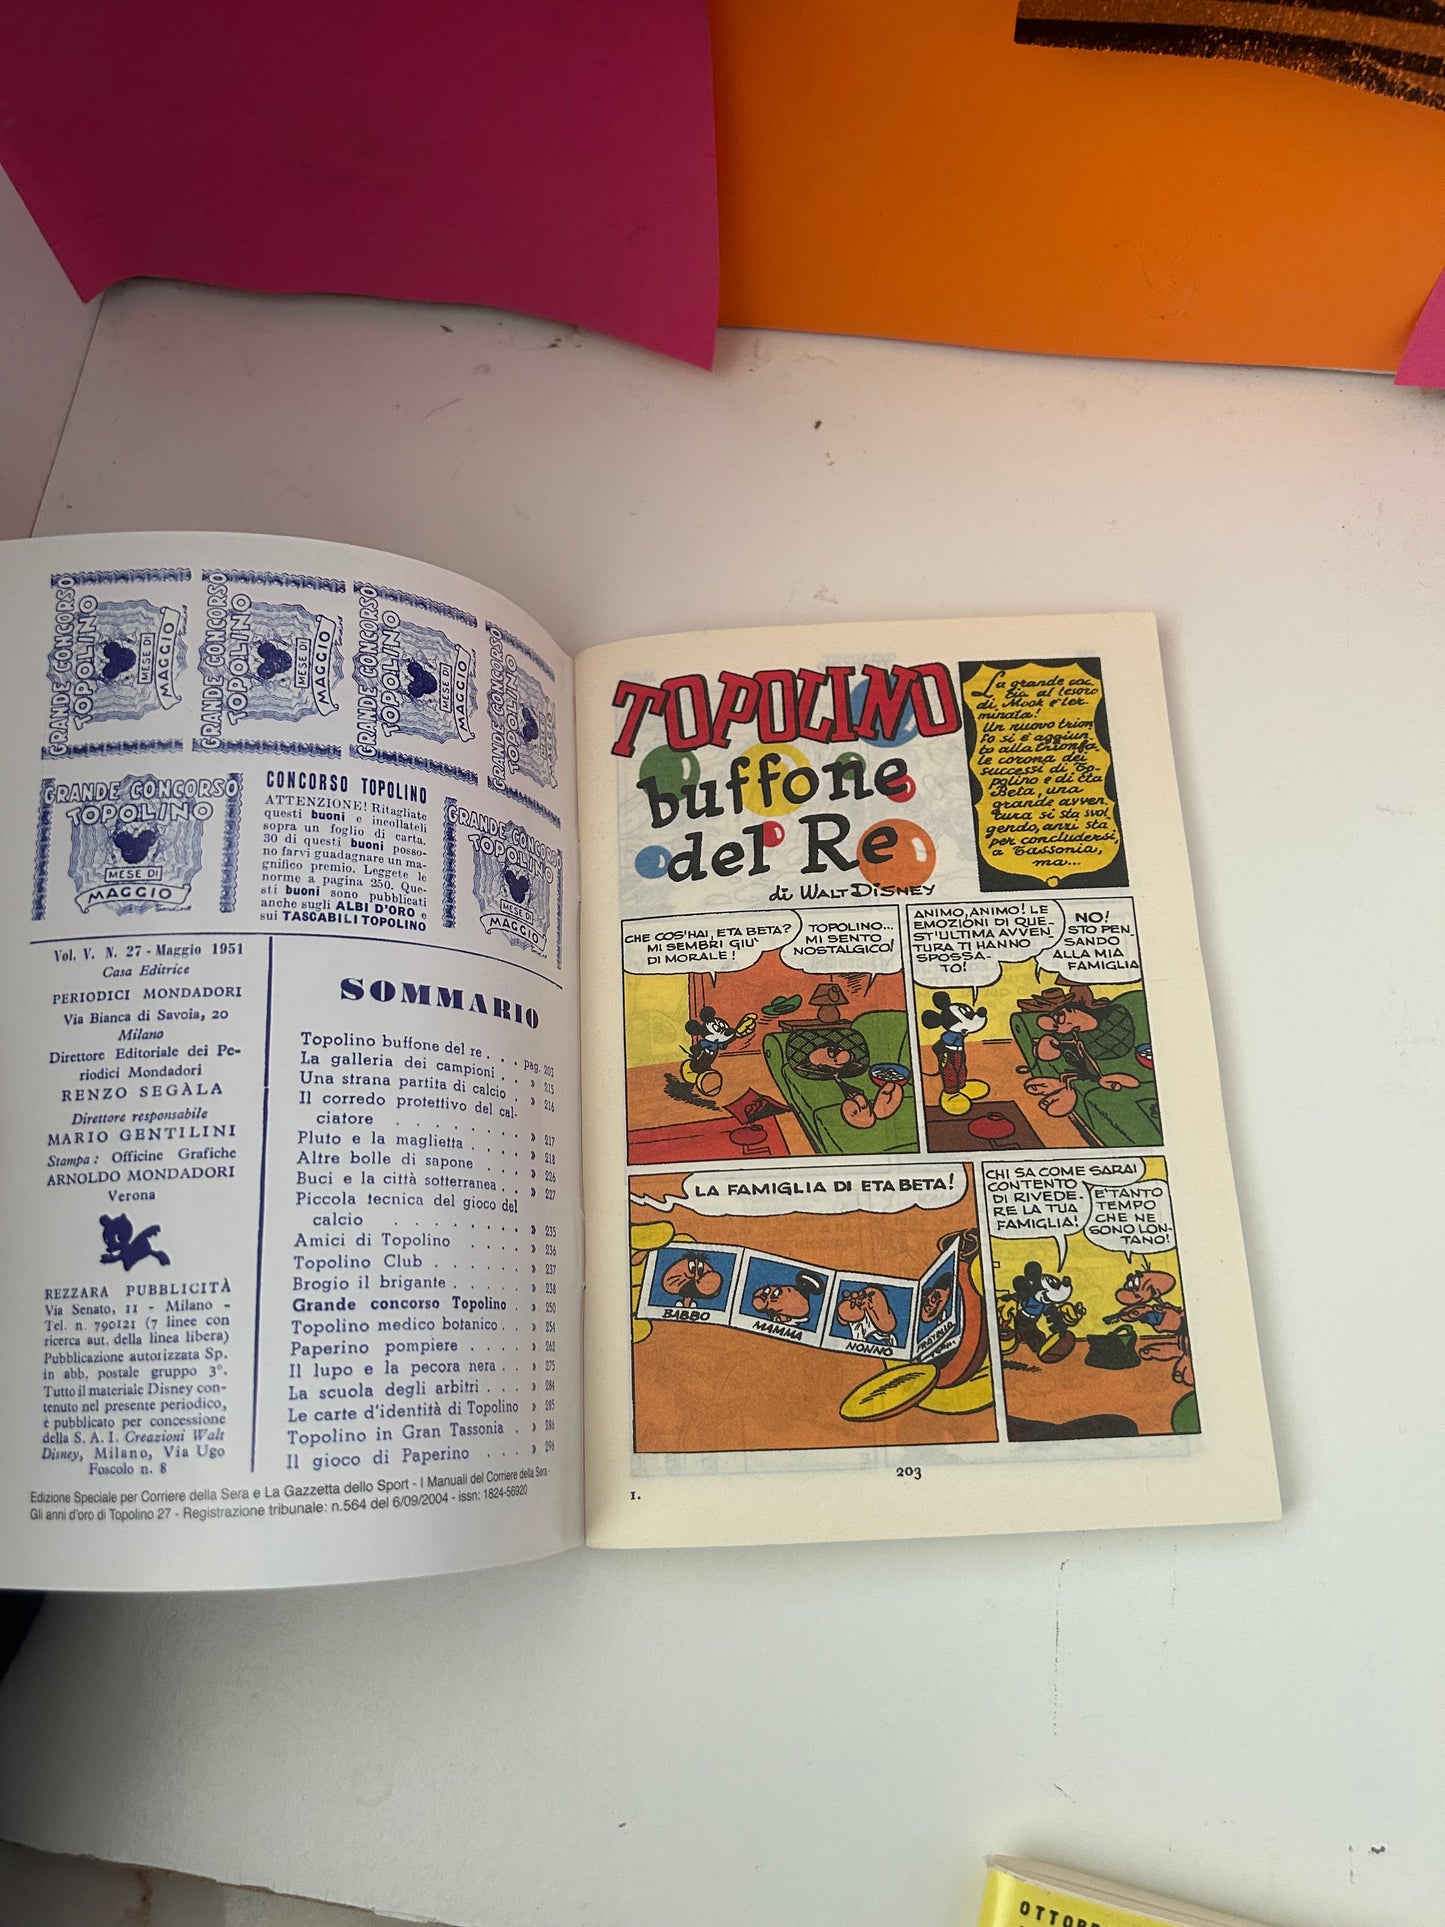 GRANDE CONCORSO
TOPOLINO
MESE DI
MAGGIO
GRANDE CONCORSO
TOPOLINO
MESE DI
MAGGIO
GRANDE CONCORSO
TOPOLINO
MESE DI
MAGGIO
GRANDE CONCORSO
TOPOLINO
MESE DI
MAGGIO
GRANDE CONCORSO
TOPOLINO
MESE DI
MAGGIO
CONCORSO TOPOLINO
ATTENZIONE! Ritagliate
questi buoni e incollateli
sopra un foglio di carta.
30 di questi buoni posso-
no farvi guadagnare un ma-
gnifico premio. Leggete le
norme a pagina 250. Que-
sti buoni sono pubblicati
anche sugli ALBI D'ORO e
sui TASCABILI TOPOLINO
GRANDE CONCORSO
TOPOLINO
MESE DI
MAGGIO
Vol. V. N. 27 - Maggio 1951
Casa Editrice
PERIODICI MONDADORI
Via Bianca di Savoia, 20
Milano
Direttore Editoriale dei Pe-
riodici Mondadori
RENZO SEGÀLA
Direttore responsabile
MARIO GENTILINI
Stampa: Officine Grafiche
ARNOLDO MONDADORI
Verona
REZZARA PUBBLICITÀ
Via Senato, 11 - Milano -
Tel. n. 790121 (7 linee con
ricerca aut. della linea libera)
Pubblicazione autorizzata Sp.
in abb. postale gruppo 3°.
Tutto il materiale Disney con-
tenuto nel presente periodico,
è pubblicato per concessione
della S. A. I. Creazioni Walt
Disney, Milano, Via Ugo
Foscolo n. 8
SOMMARIO
Topolino buffone del re . . . pag. 203
La galleria dei campioni . . » 215
Una strana partita di calcio . » 216
Il corredo protettivo del cal-
ciatore . . . . . . . . » 217
Pluto e la maglietta . . . . » 218
Altre bolle di sapone . . . » 226
Buci e la città sotterranea . . » 227
Piccola tecnica del gioco del
calcio . . . . . . . . » 235
Amici di Topolino . . . . » 236
Topolino Club . . . . . . » 237
Brogio il brigante . . . . . » 238
Grande concorso Topolino . » 250
Topolino medico botanico . . » 254
Paperino pompiere . . . . » 262
Il lupo e la pecora nera . . . » 275
La scuola degli arbitri . . . » 284
Le carte d'identità di Topolino » 285
Topolino in Gran Tassonia . » 286
Il gioco di Paperino . . . » 296
Edizione Speciale per Corriere della Sera e La Gazzetta dello Sport - I Manuali del Corriere della Sera -
Gli anni d'oro di Topolino 27 - Registrazione tribunale: n.564 del 6/09/2004 - issn: 1824-56920
TOPOLINO
buffone
del Re
di WALT DISNEY
La grande cac.
cia al tesoro
di Mook e' ter.
minata!
Un nuovo trion
fo si è aggiun-
to alla trionfa.
le corona dei
successi di To-
polino e di Eta
Beta, una
grande avven.
tura si sta svol
gendo, anzi sta
per concludersi,
a Tassonia,
ma...
CHE COS'HAI, ETA BETA?
MI SEMBRI GIU'
DI MORALE!
TOPOLINO...
MI SENTO
NOSTALGICO!
ANIMO, ANIMO! LE
EMOZIONI DI QUE-
ST'ULTIMA AVVEN
TURA TI HANNO
SPOSSA-
TO!
NO!
STO PEN
SANDO
ALLA MIA
FAMIGLIA
LA FAMIGLIA DI ETA BETA!
BABBO
MAMMA
NONNO
FRATELLO
CHI SA COME SARAI
CONTENTO
DI RIVEDE-
RE LA TUA
FAMIGLIA!
E' TANTO
TEMPO
CHE NE
SONO LON-
TANO!
203
1.